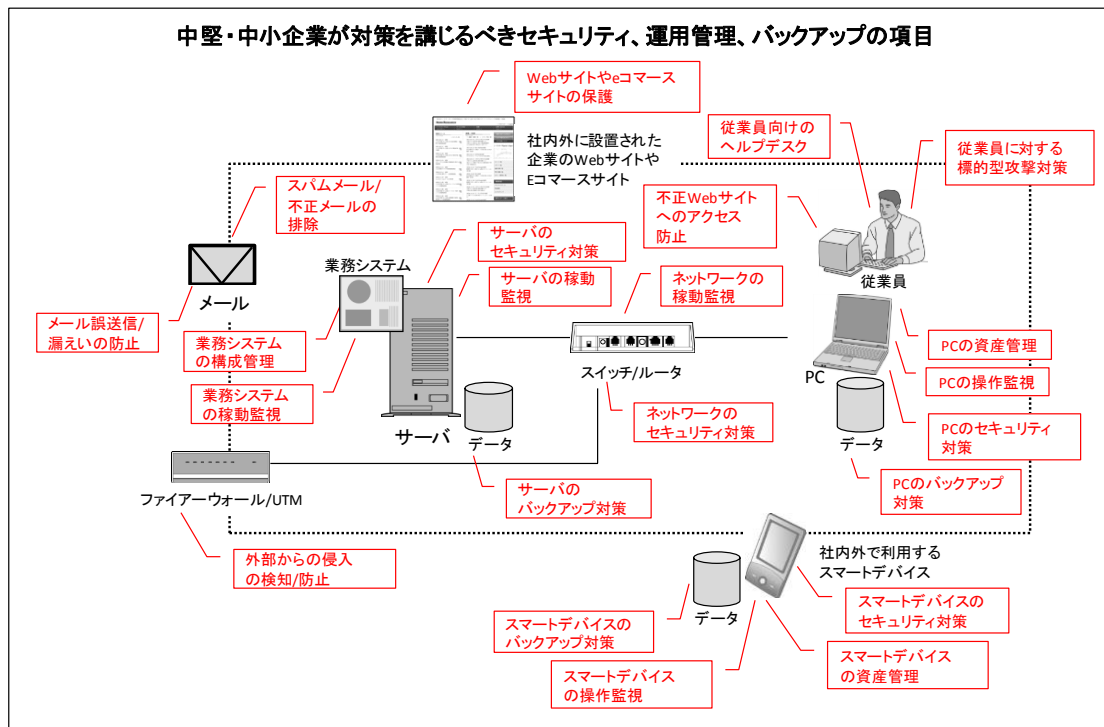 中堅・中小企業が対策を講じるべきセキュリティ、運用管理、バックアップの項目
Webサイトやeコマース
サイトの保護
社内外に設置された
企業のWebサイトや
Eコマースサイト
従業員向けの
ヘルプデスク
従業員に対する
標的型攻撃対策
スパムメール/
不正メールの
排除
不正Webサイト
へのアクセス
防止
サーバの
セキュリティ対策
業務システム
サーバの稼動
監視
ネットワークの
稼動監視
従業員
メール
メール誤送信/
漏えいの防止
業務システム
の構成管理
業務システム
の稼動監視
スイッチ/ルータ
PC
PCの資産管理
PCの操作監視
サーバ
データ
ネットワークの
セキュリティ対策
データ
PCのセキュリティ
対策
ファイアーウォール/UTM
サーバの
バックアップ対策
PCのバックアップ
対策
外部からの侵入
の検知/防止
社内外で利用する
スマートデバイス
データ
スマートデバイスの
セキュリティ対策
スマートデバイスの
バックアップ対策
スマートデバイス
の資産管理
スマートデバイス
の操作監視